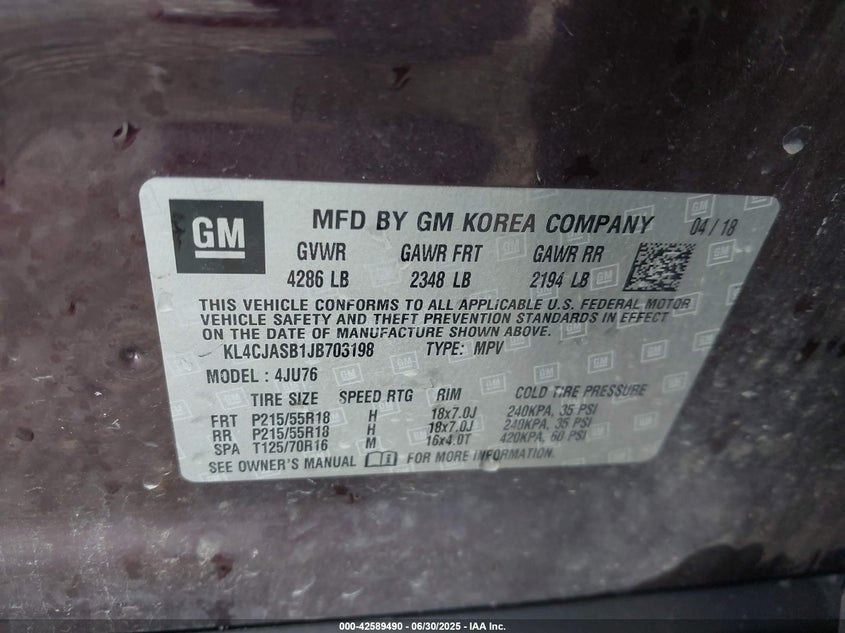 GM MFD BY GM KOREA COMPANY 04/18
GVWR GAWR FRT GAWR RR
4286 LB 2348 LB 2194 LB
THIS VEHICLE CONFORMS TO ALL APPLICABLE U.S. FEDERAL MOTOR
VEHICLE SAFETY AND THEFT PREVENTION STANDARDS IN EFFECT
ON THE DATE OF MANUFACTURE SHOWN ABOVE.
KL4CJASB1JB703198 TYPE: MPV
MODEL : 4JU76
TIRE SIZE SPEED RTG RIM COLD TIRE PRESSURE
FRT P215/55R18 H 18x7.0J 240KPA, 35 PSI
RR P215/55R18 H 18x7.0J 240KPA, 35 PSI
SPA T125/70R16 M 16x4.0T 420KPA, 60 PSI
SEE OWNER'S MANUAL FOR MORE INFORMATION.
000-42589490 - 06/30/2025 - IAA Inc.